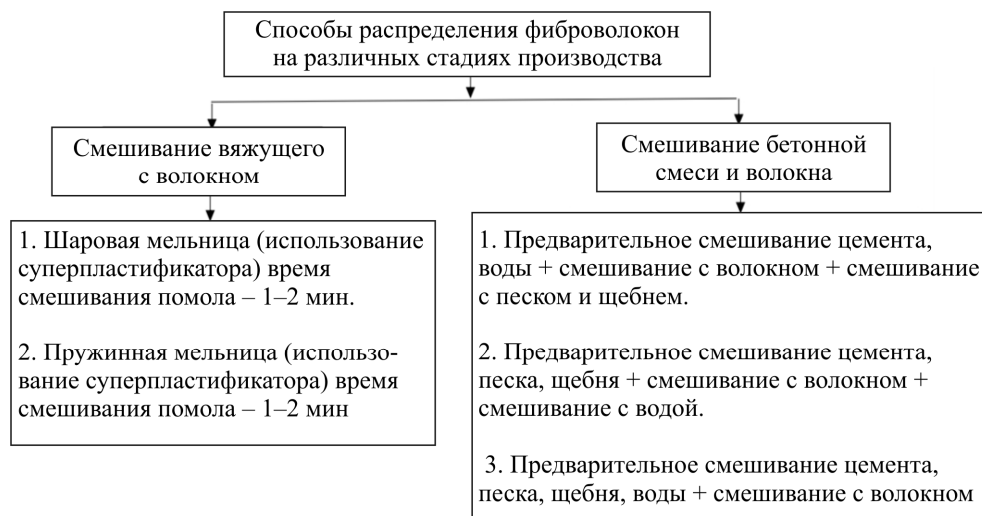 Способы распределения фиброволокон
на различных стадиях производства
Смешивание вяжущего
с волокном
1. Шаровая мельница (использование
суперпластификатора) время
смешивания помола – 1–2 мин.
2. Пружинная мельница (использо-
вание суперпластификатора) время
смешивания помола – 1–2 мин
Смешивание бетонной
смеси и волокна
1. Предварительное смешивание цемента,
воды + смешивание с волокном + смешивание
с песком и щебнем.
2. Предварительное смешивание цемента,
песка, щебня + смешивание с волокном +
смешивание с водой.
3. Предварительное смешивание цемента,
песка, щебня, воды + смешивание с волокном